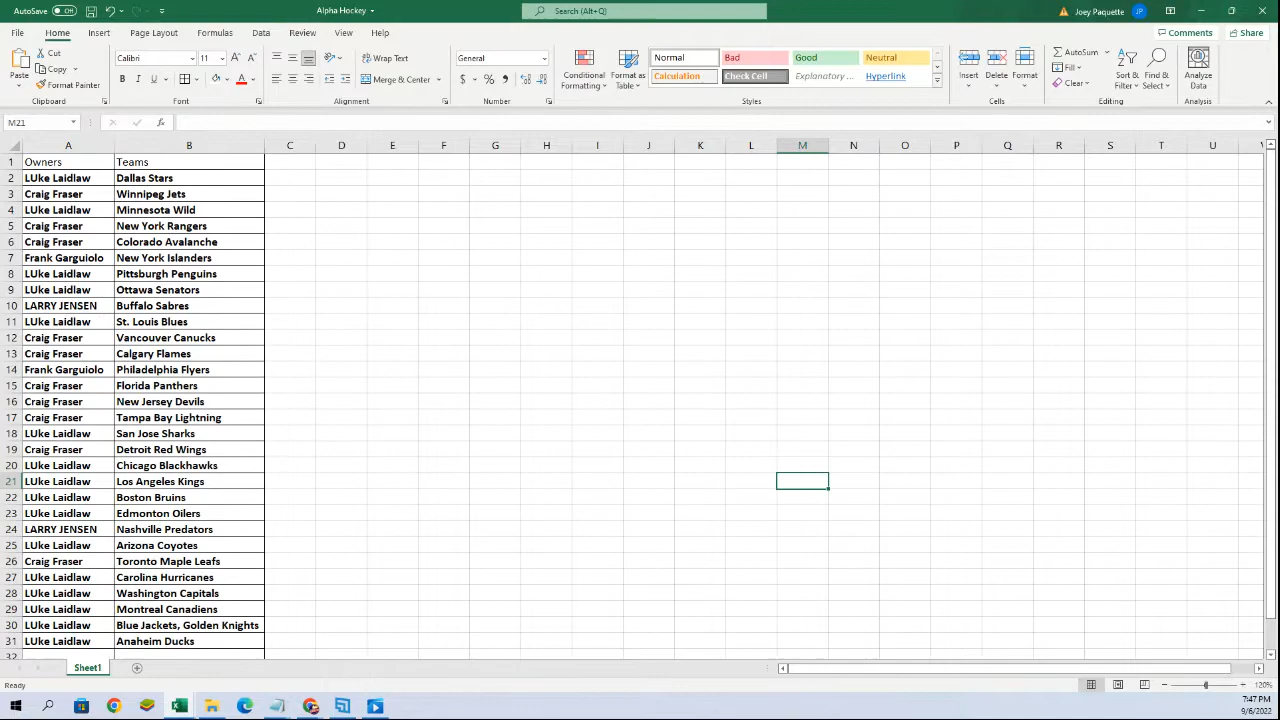 AutoSave Off Alpha Hockey Search (Alt+Q) Joey Paquette JP
File Home Insert Page Layout Formulas Data Review View Help Comments Share
Paste Cut Copy Format Painter Clipboard
Calibri 11 B I U A Font
Wrap Text Merge & Center Alignment
General $ % , Number
Conditional Formatting Format as Table
Normal Bad Good Neutral
Calculation Check Cell Explanatory ... Hyperlink
Styles
Insert Delete Format Cells
AutoSum Fill Clear Sort & Filter Find & Select Editing
Analyze Data Analysis
M21 fx
A B C D E F G H I J K L M N O P Q R S T U
1 Owners Teams
2 LUke Laidlaw Dallas Stars
3 Craig Fraser Winnipeg Jets
4 LUke Laidlaw Minnesota Wild
5 Craig Fraser New York Rangers
6 Craig Fraser Colorado Avalanche
7 Frank Garguiolo New York Islanders
8 LUke Laidlaw Pittsburgh Penguins
9 LUke Laidlaw Ottawa Senators
10 LARRY JENSEN Buffalo Sabres
11 LUke Laidlaw St. Louis Blues
12 Craig Fraser Vancouver Canucks
13 Craig Fraser Calgary Flames
14 Frank Garguiolo Philadelphia Flyers
15 Craig Fraser Florida Panthers
16 Craig Fraser New Jersey Devils
17 Craig Fraser Tampa Bay Lightning
18 LUke Laidlaw San Jose Sharks
19 Craig Fraser Detroit Red Wings
20 LUke Laidlaw Chicago Blackhawks
21 LUke Laidlaw Los Angeles Kings
22 LUke Laidlaw Boston Bruins
23 LUke Laidlaw Edmonton Oilers
24 LARRY JENSEN Nashville Predators
25 LUke Laidlaw Arizona Coyotes
26 Craig Fraser Toronto Maple Leafs
27 LUke Laidlaw Carolina Hurricanes
28 LUke Laidlaw Washington Capitals
29 LUke Laidlaw Montreal Canadiens
30 LUke Laidlaw Blue Jackets, Golden Knights
31 LUke Laidlaw Anaheim Ducks
32
Sheet1
Ready 120%
7:47 PM
9/6/2022